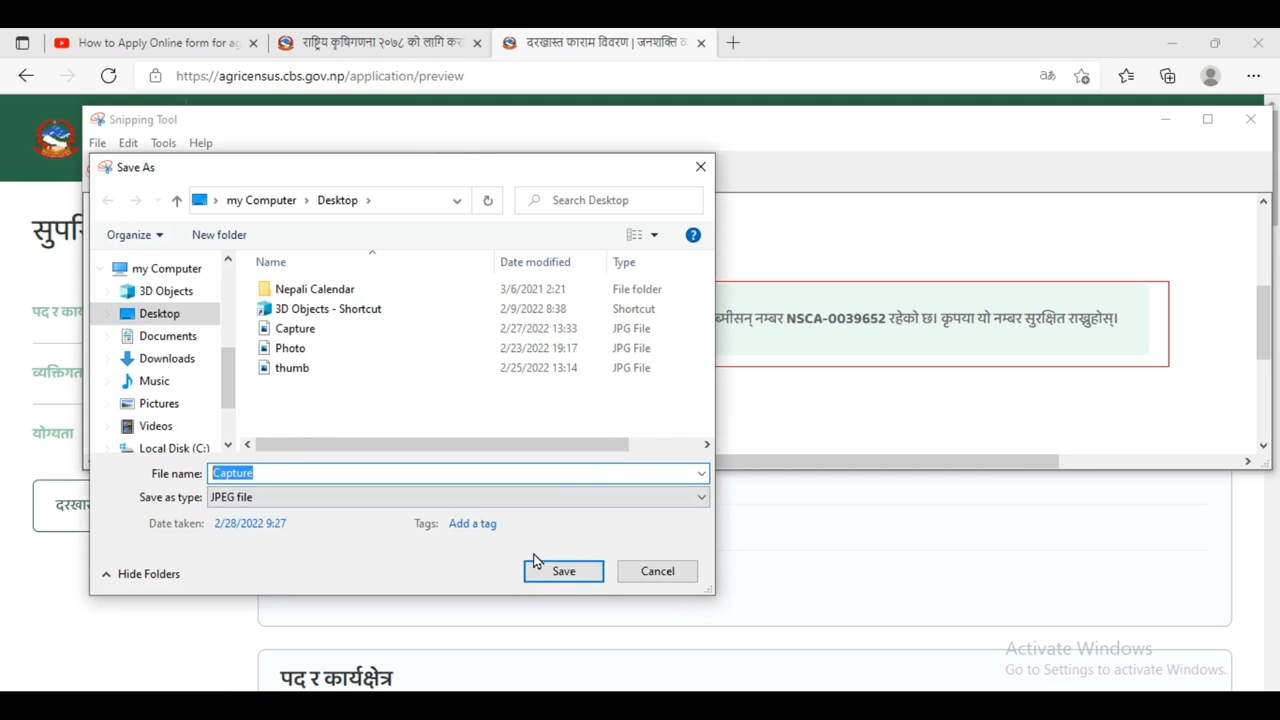 How to Apply Online form for ag
राष्ट्रिय कृषिगणना २०७८ को लागि कर
दरखास्त फाराम विवरण | जनशक्ति व्
https://agricensus.cbs.gov.np/application/preview
Snipping Tool
File Edit Tools Help
Save As
my Computer › Desktop ›
Search Desktop
Organize New folder
सुपरि
my Computer
3D Objects
Desktop
Documents
Downloads
Music
Pictures
Videos
Local Disk (C:)
Name Date modified Type
Nepali Calendar 3/6/2021 2:21 File folder
3D Objects - Shortcut 2/9/2022 8:38 Shortcut
Capture 2/27/2022 13:33 JPG File
Photo 2/23/2022 19:17 JPG File
thumb 2/25/2022 13:14 JPG File
पद र कार्य
व्यक्तिगत
योग्यता
दरखास
ब्मीसन् नम्बर NSCA-0039652 रहेको छ। कृपया यो नम्बर सुरक्षित राख्नुहोस्।
File name: Capture
Save as type: JPEG file
Date taken: 2/28/2022 9:27 Tags: Add a tag
Hide Folders Save Cancel
पद र कार्यक्षेत्र
Activate Windows
Go to Settings to activate Windows.